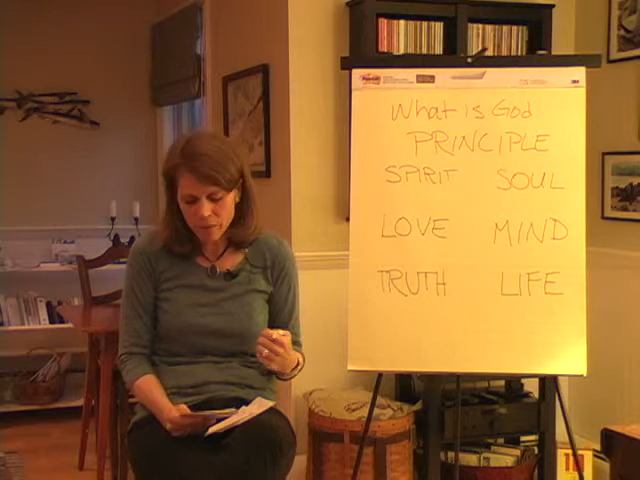 What is God
PRINCIPLE
SPIRIT SOUL
LOVE MIND
TRUTH LIFE